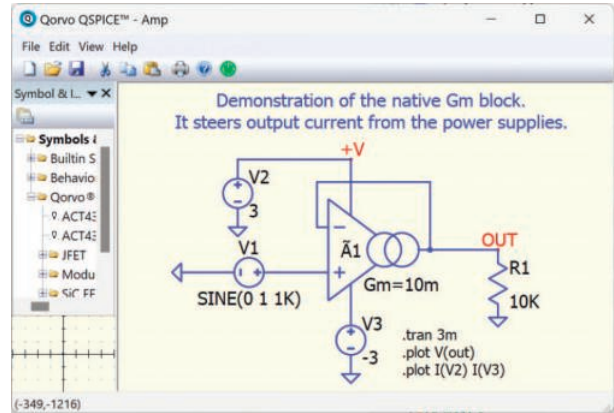 Qorvo QSPICE™ - Amp
File Edit View Help
Symbol & I...
Symbols &
Builtin S
Behavio
Qorvo®
ACT43
ACT43
JFET
Modu
SiC FE
(-349,-1216)
Demonstration of the native Gm block.
It steers output current from the power supplies.
+V
V2
3
V1
SINE(0 1 1K)
Ã1
Gm=10m
OUT
R1
10K
V3
-3
.tran 3m
.plot V(out)
.plot I(V2) I(V3)